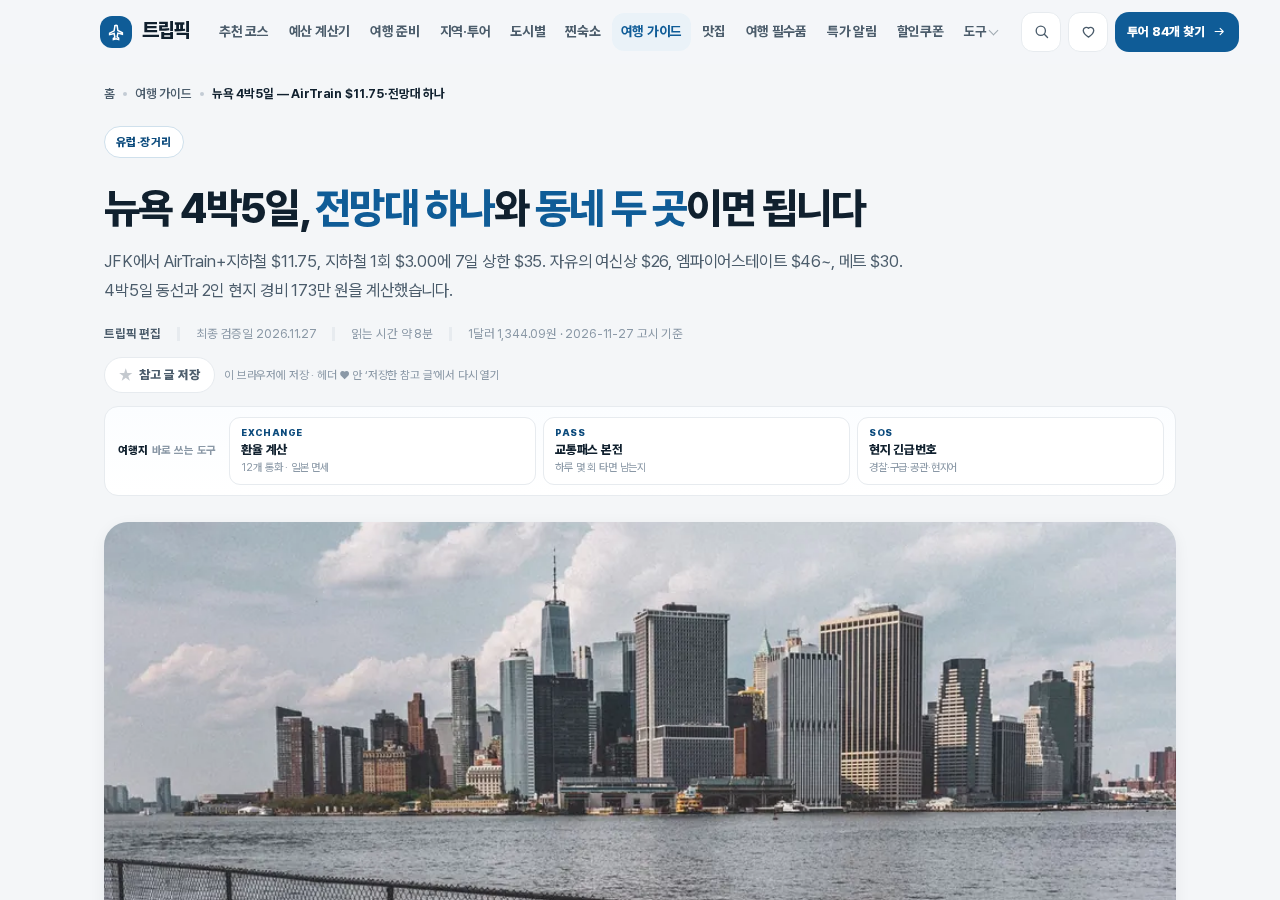 트립픽
추천 코스
예산 계산기
여행 준비
지역·투어
도시별
찐숙소
여행 가이드
맛집
여행 필수품
특가 알림
할인쿠폰
도구
투어 84개 찾기 →
홈 • 여행 가이드 • 뉴욕 4박5일 — AirTrain $11.75·전망대 하나
유럽·장거리
뉴욕 4박5일, 전망대 하나와 동네 두 곳이면 됩니다
JFK에서 AirTrain+지하철 $11.75, 지하철 1회 $3.00에 7일 상한 $35. 자유의 여신상 $26, 엠파이어스테이트 $46~, 메트 $30.
4박5일 동선과 2인 현지 경비 173만 원을 계산했습니다.
트립픽 편집 | 최종 검증일 2026.11.27 | 읽는 시간 약 8분 | 1달러 1,344.09원 · 2026-11-27 고시 기준
★ 참고 글 저장
이 브라우저에 저장 · 헤더 ♥ 안 '저장한 참고 글'에서 다시 열기
여행지 바로 쓰는 도구
EXCHANGE
환율 계산
12개 통화 · 일본 면세
PASS
교통패스 본전
하루 몇 회 타면 남는지
SOS
현지 긴급번호
경찰·구급·공관·현지어